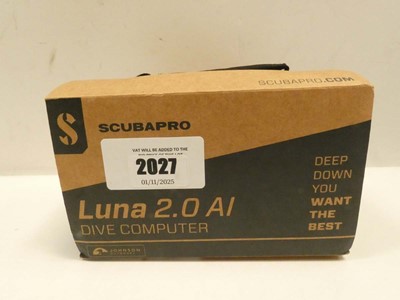 SCUBAPRO.COM
S SCUBAPRO
VAT WILL BE ADDED TO THE
2027
01/11/2025
DEEP
DOWN
YOU
WANT
THE
BEST
Luna 2.0 AI
DIVE COMPUTER
JOHNSON